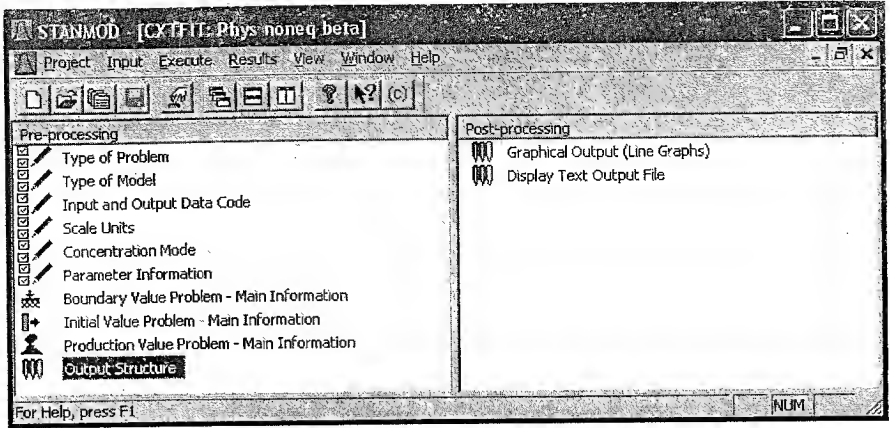 STANMOD - [CXTFIT: Phys noneq beta]
Project Input Execute Results View Window Help
(c)
Pre-processing
Type of Problem
Type of Model
Input and Output Data Code
Scale Units
Concentration Mode
Parameter Information
Boundary Value Problem - Main Information
Initial Value Problem - Main Information
Production Value Problem - Main Information
Output Structure
Post-processing
Graphical Output (Line Graphs)
Display Text Output File
For Help, press F1
NUM